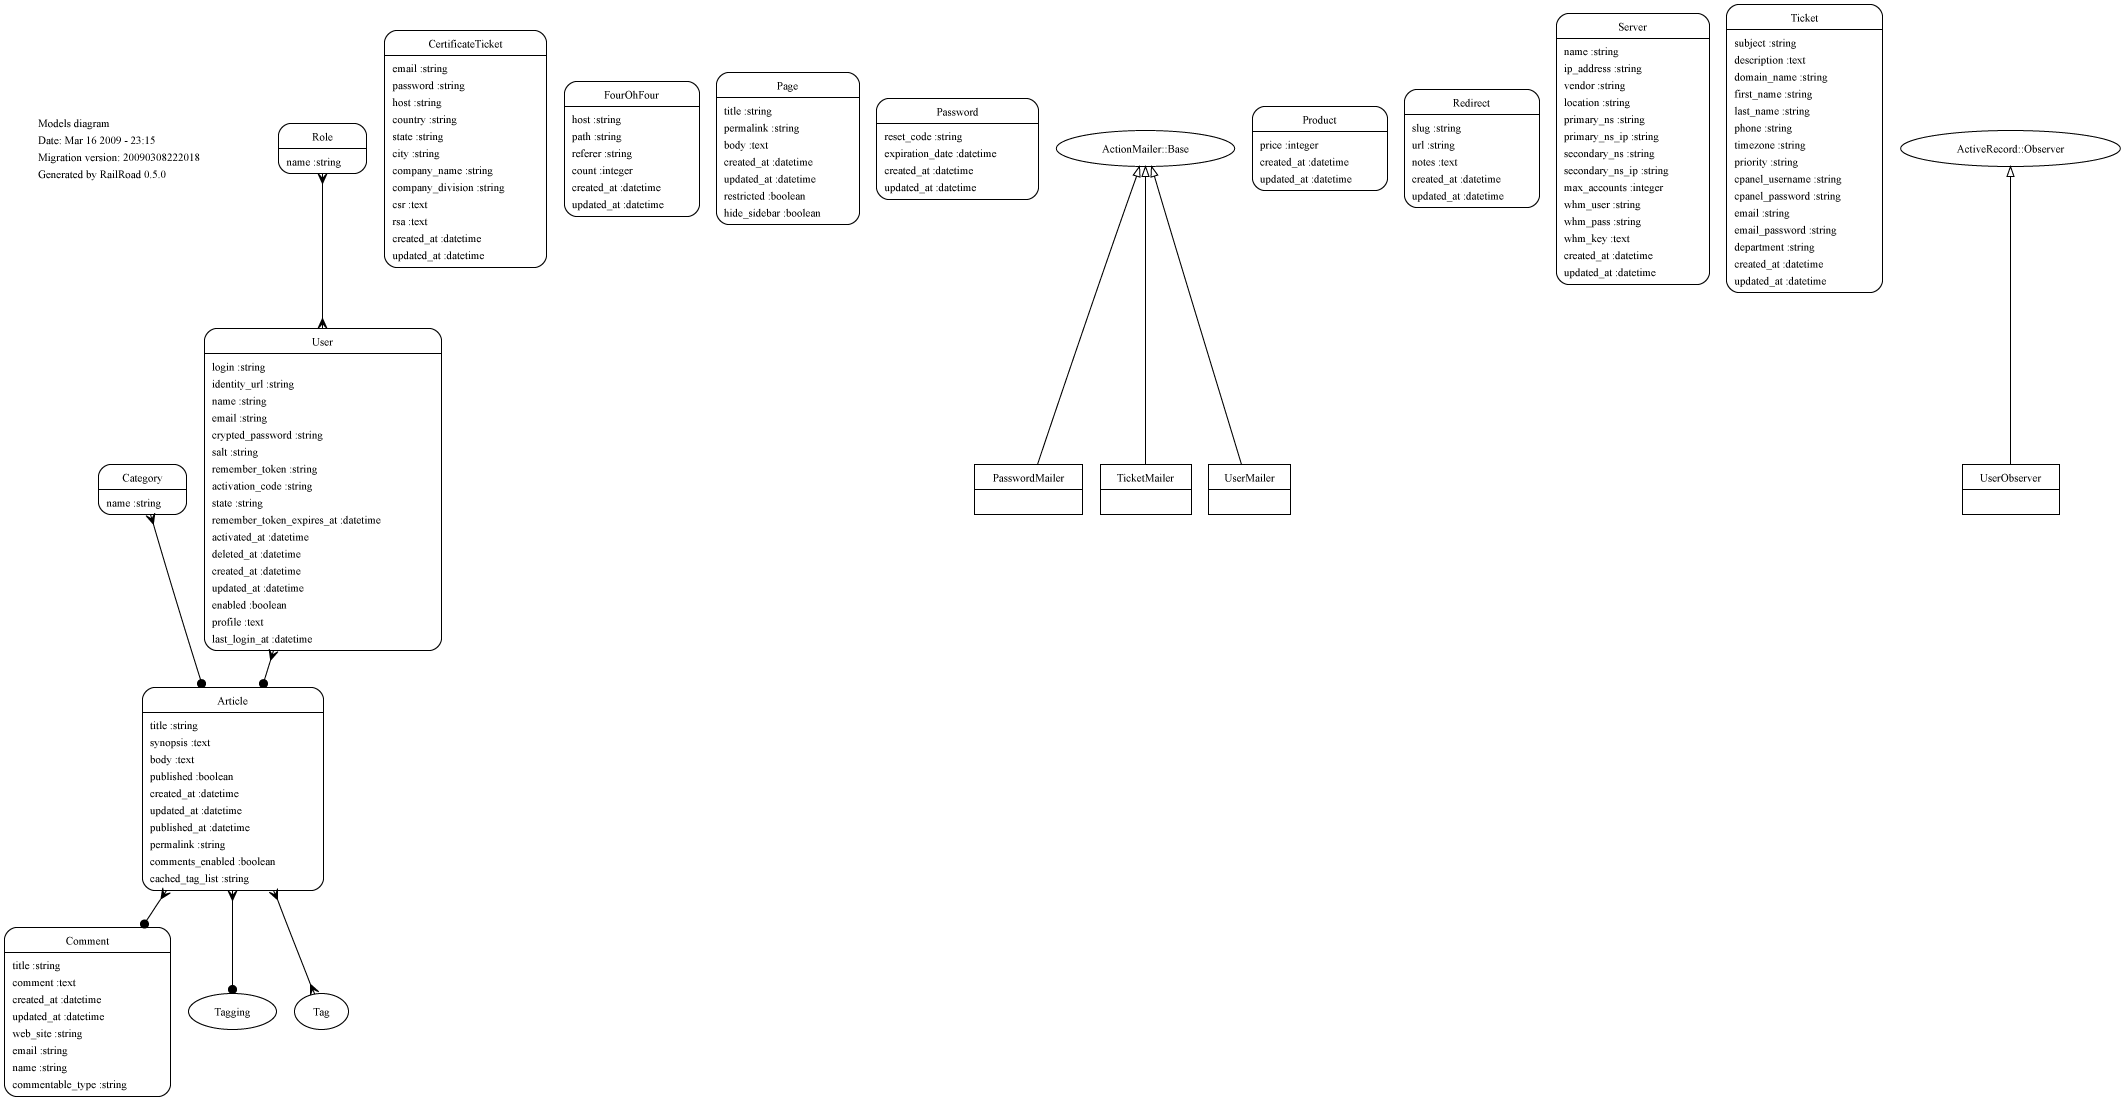 Models diagram
Date: Mar 16 2009 - 23:15
Migration version: 20090308222018
Generated by RailRoad 0.5.0
Role
name :string
CertificateTicket
email :string
password :string
host :string
country :string
state :string
city :string
company_name :string
company_division :string
csr :text
rsa :text
created_at :datetime
updated_at :datetime
FourOhFour
host :string
path :string
referer :string
count :integer
created_at :datetime
updated_at :datetime
Page
title :string
permalink :string
body :text
created_at :datetime
updated_at :datetime
restricted :boolean
hide_sidebar :boolean
Password
reset_code :string
expiration_date :datetime
created_at :datetime
updated_at :datetime
ActionMailer::Base
Product
price :integer
created_at :datetime
updated_at :datetime
Redirect
slug :string
url :string
notes :text
created_at :datetime
updated_at :datetime
Server
name :string
ip_address :string
vendor :string
location :string
primary_ns :string
primary_ns_ip :string
secondary_ns :string
secondary_ns_ip :string
max_accounts :integer
whm_user :string
whm_pass :string
whm_key :text
created_at :datetime
updated_at :datetime
Ticket
subject :string
description :text
domain_name :string
first_name :string
last_name :string
phone :string
timezone :string
priority :string
cpanel_username :string
cpanel_password :string
email :string
email_password :string
department :string
created_at :datetime
updated_at :datetime
ActiveRecord::Observer
User
login :string
identity_url :string
name :string
email :string
crypted_password :string
salt :string
remember_token :string
activation_code :string
state :string
remember_token_expires_at :datetime
activated_at :datetime
deleted_at :datetime
created_at :datetime
updated_at :datetime
enabled :boolean
profile :text
last_login_at :datetime
Category
name :string
PasswordMailer
TicketMailer
UserMailer
UserObserver
Article
title :string
synopsis :text
body :text
published :boolean
created_at :datetime
updated_at :datetime
published_at :datetime
permalink :string
comments_enabled :boolean
cached_tag_list :string
Comment
title :string
comment :text
created_at :datetime
updated_at :datetime
web_site :string
email :string
name :string
commentable_type :string
Tagging
Tag